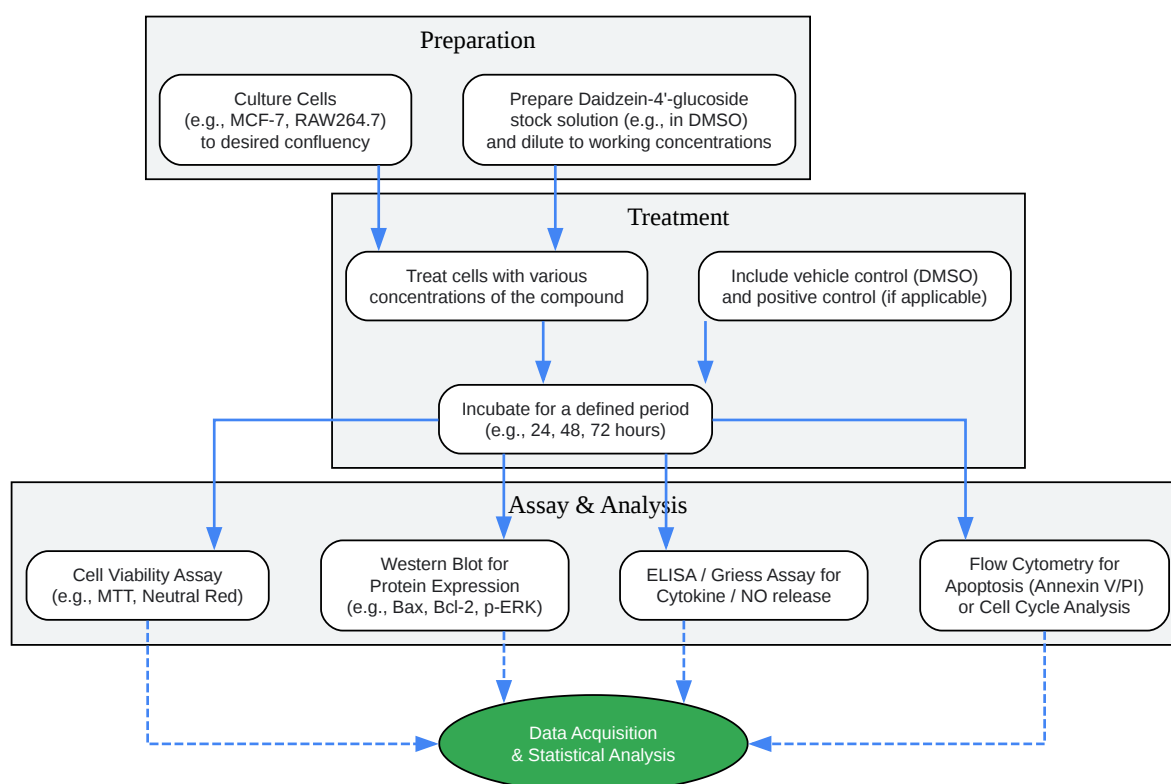 Preparation
Culture Cells
(e.g., MCF-7, RAW264.7)
to desired confluency
Prepare Daidzein-4'-glucoside
stock solution (e.g., in DMSO)
and dilute to working concentrations
Treatment
Treat cells with various
concentrations of the compound
Include vehicle control (DMSO)
and positive control (if applicable)
Incubate for a defined period
(e.g., 24, 48, 72 hours)
Assay & Analysis
Cell Viability Assay
(e.g., MTT, Neutral Red)
Western Blot for
Protein Expression
(e.g., Bax, Bcl-2, p-ERK)
ELISA / Griess Assay for
Cytokine / NO release
Flow Cytometry for
Apoptosis (Annexin V/PI)
or Cell Cycle Analysis
Data Acquisition
& Statistical Analysis